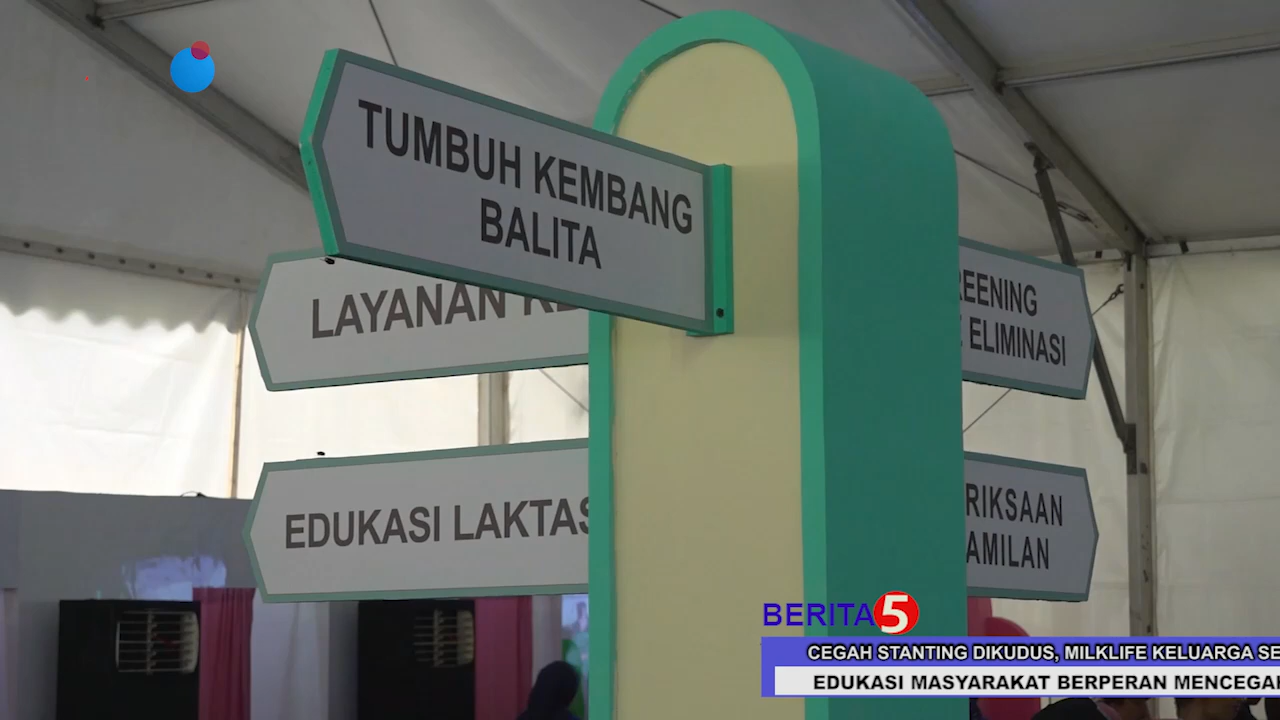 TUMBUH KEMBANG
BALITA
LAYANAN
EDUKASI LAKTAS
REENING
ELIMINASI
RIKSAAN
AMILAN
BERITA5
CEGAH STANTING DIKUDUS, MILKLIFE KELUARGA SE
EDUKASI MASYARAKAT BERPERAN MENCEGAH